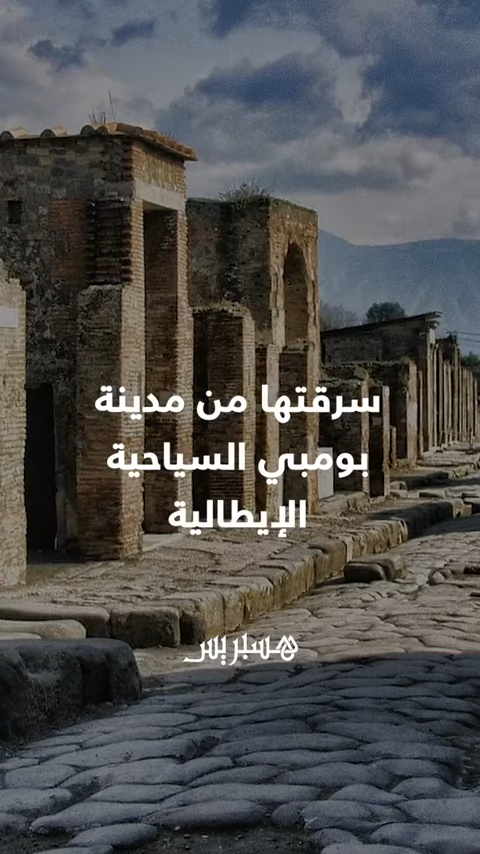 سرقتها من مدينة
بومبي السياحية
الإيطالية
هسبريس